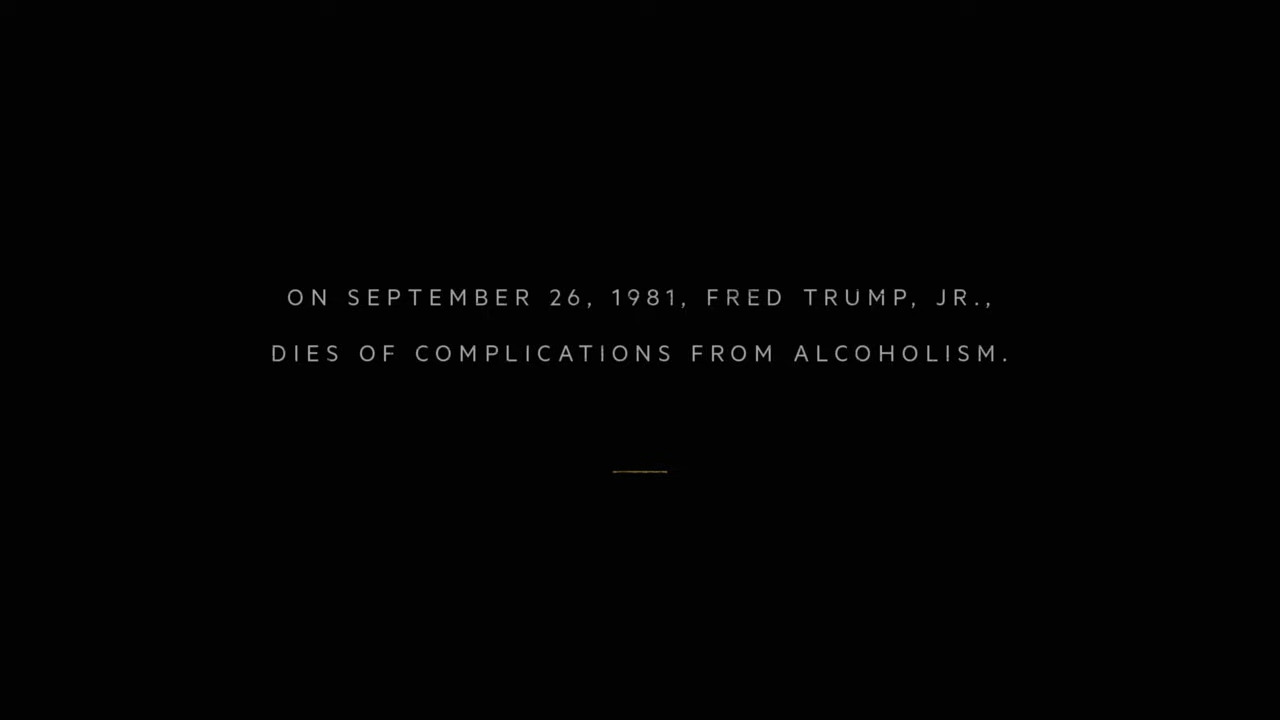 ON SEPTEMBER 26, 1981, FRED TRUMP, JR.,
DIES OF COMPLICATIONS FROM ALCOHOLISM.